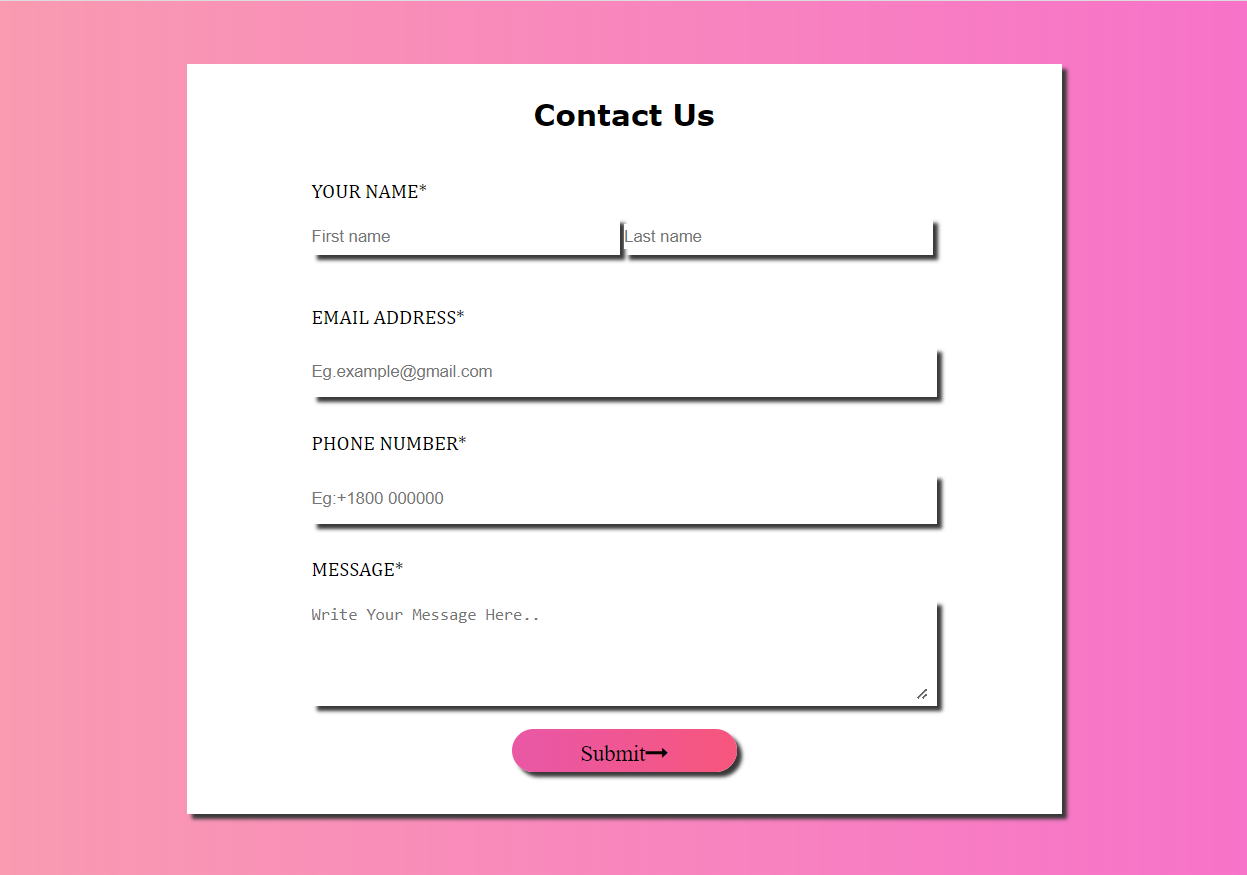 Contact Us
YOUR NAME*
First name Last name
EMAIL ADDRESS*
Eg.example@gmail.com
PHONE NUMBER*
Eg:+1800 000000
MESSAGE*
Write Your Message Here..
Submit